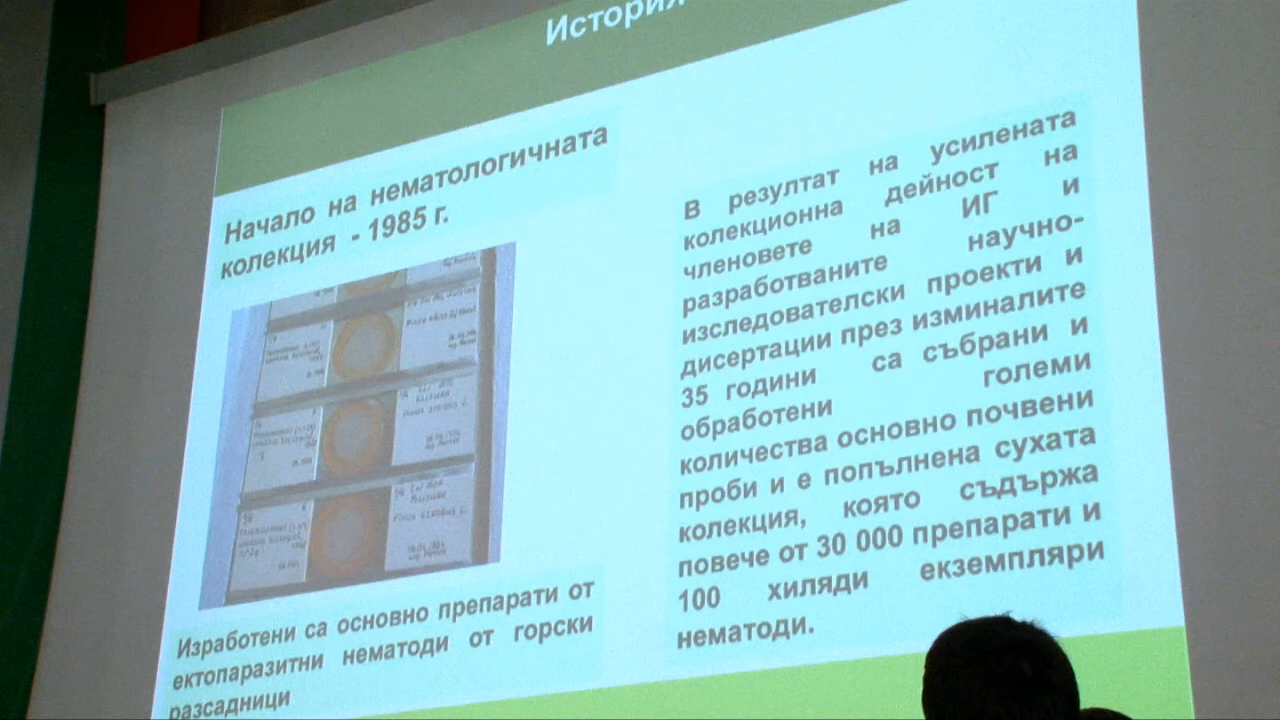 История
Начало на нематологичната
колекция - 1985 г.
Изработени са основно препарати от
ектопаразитни нематоди от горски
разсадници
В резултат на усилената
колекционна дейност на
членовете на ИГ и
разработваните научно-
изследователски проекти и
дисертации през изминалите
35 години са събрани и
обработени големи
количества основно почвени
проби и е попълнена сухата
колекция, която съдържа
повече от 30 000 препарати и
100 хиляди екземпляри
нематоди.